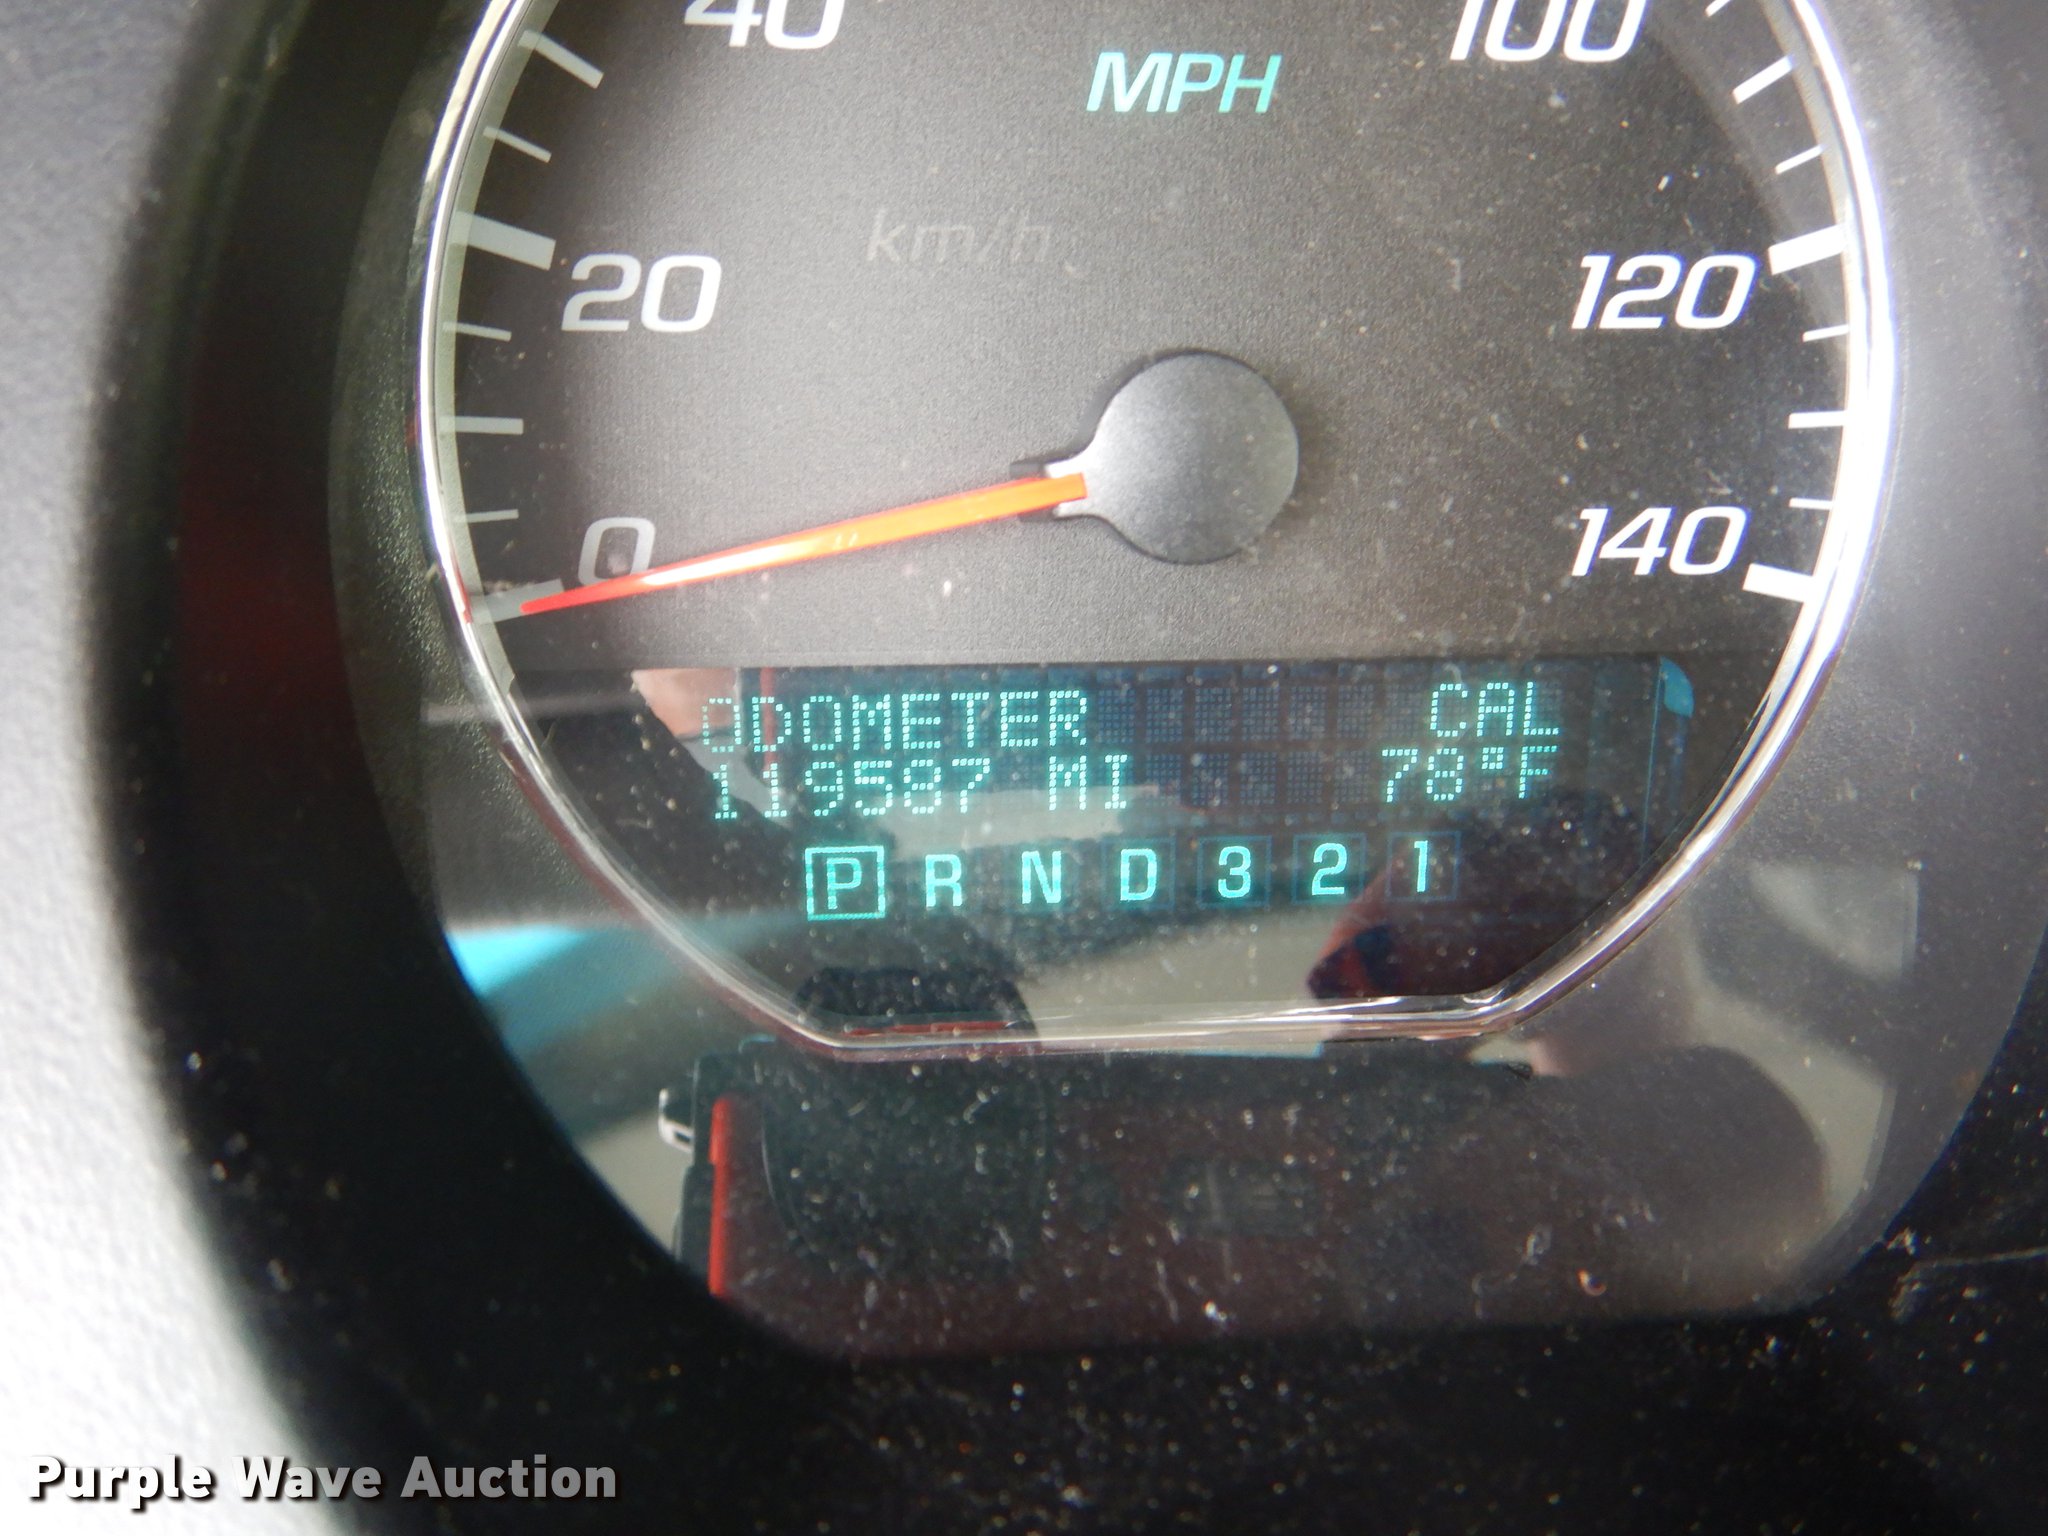 40
100
MPH
km/h
20
120
0
140
ODOMETER CAL
119587 MI 78°F
P R N D 3 2 1
Purple Wave Auction